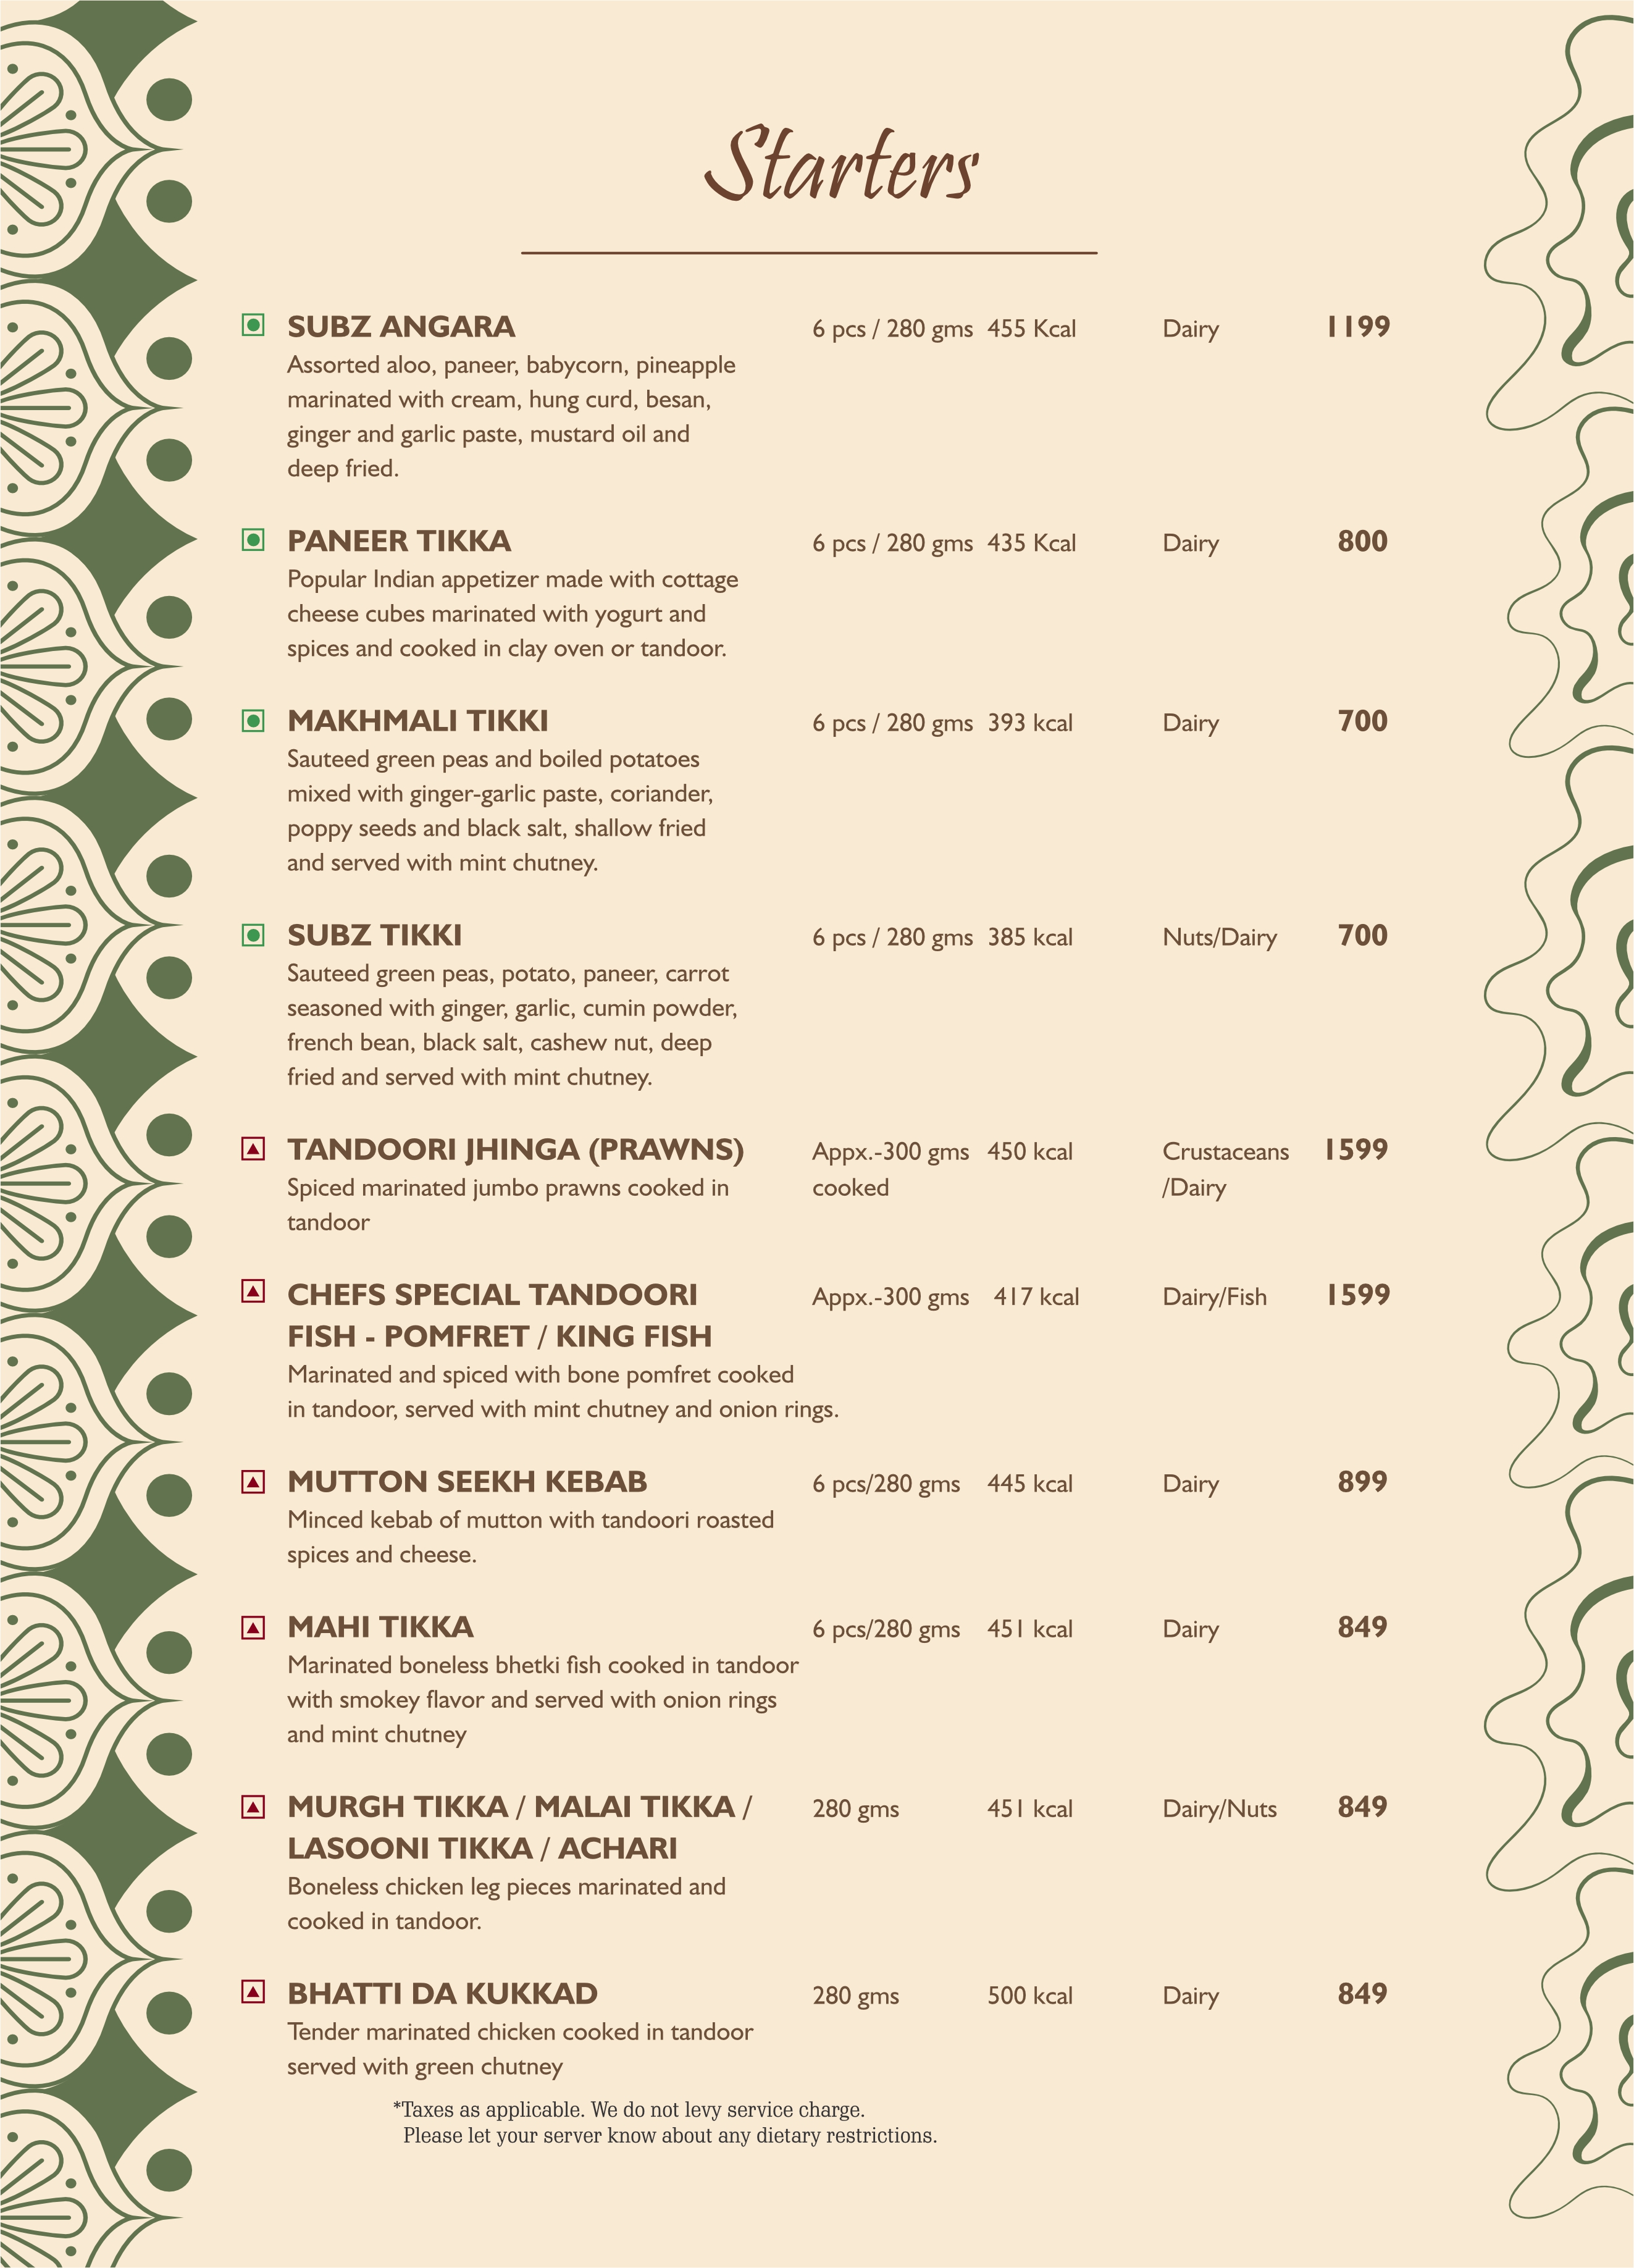 Starters
SUBZ ANGARA 6 pcs / 280 gms 455 Kcal Dairy 1199
Assorted aloo, paneer, babycorn, pineapple
marinated with cream, hung curd, besan,
ginger and garlic paste, mustard oil and
deep fried.
PANEER TIKKA 6 pcs / 280 gms 435 Kcal Dairy 800
Popular Indian appetizer made with cottage
cheese cubes marinated with yogurt and
spices and cooked in clay oven or tandoor.
MAKHMALI TIKKI 6 pcs / 280 gms 393 kcal Dairy 700
Sauteed green peas and boiled potatoes
mixed with ginger-garlic paste, coriander,
poppy seeds and black salt, shallow fried
and served with mint chutney.
SUBZ TIKKI 6 pcs / 280 gms 385 kcal Nuts/Dairy 700
Sauteed green peas, potato, paneer, carrot
seasoned with ginger, garlic, cumin powder,
french bean, black salt, cashew nut, deep
fried and served with mint chutney.
TANDOORI JHINGA (PRAWNS) Appx.-300 gms 450 kcal Crustaceans 1599
Spiced marinated jumbo prawns cooked in cooked /Dairy
tandoor
CHEFS SPECIAL TANDOORI Appx.-300 gms 417 kcal Dairy/Fish 1599
FISH - POMFRET / KING FISH
Marinated and spiced with bone pomfret cooked
in tandoor, served with mint chutney and onion rings.
MUTTON SEEKH KEBAB 6 pcs/280 gms 445 kcal Dairy 899
Minced kebab of mutton with tandoori roasted
spices and cheese.
MAHI TIKKA 6 pcs/280 gms 451 kcal Dairy 849
Marinated boneless bhetki fish cooked in tandoor
with smokey flavor and served with onion rings
and mint chutney
MURGH TIKKA / MALAI TIKKA / 280 gms 451 kcal Dairy/Nuts 849
LASOONI TIKKA / ACHARI
Boneless chicken leg pieces marinated and
cooked in tandoor.
BHATTI DA KUKKAD 280 gms 500 kcal Dairy 849
Tender marinated chicken cooked in tandoor
served with green chutney
*Taxes as applicable. We do not levy service charge.
Please let your server know about any dietary restrictions.